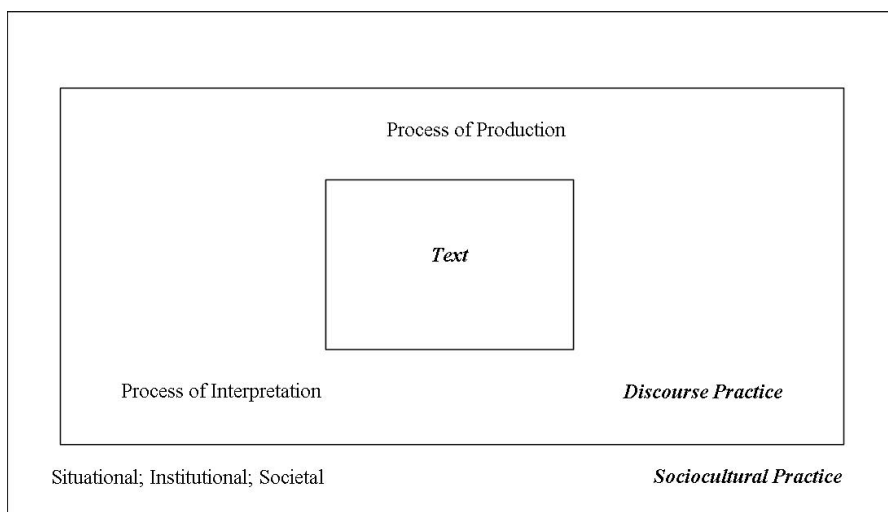 Process of Production
Text
Process of Interpretation
Discourse Practice
Situational; Institutional; Societal
Sociocultural Practice